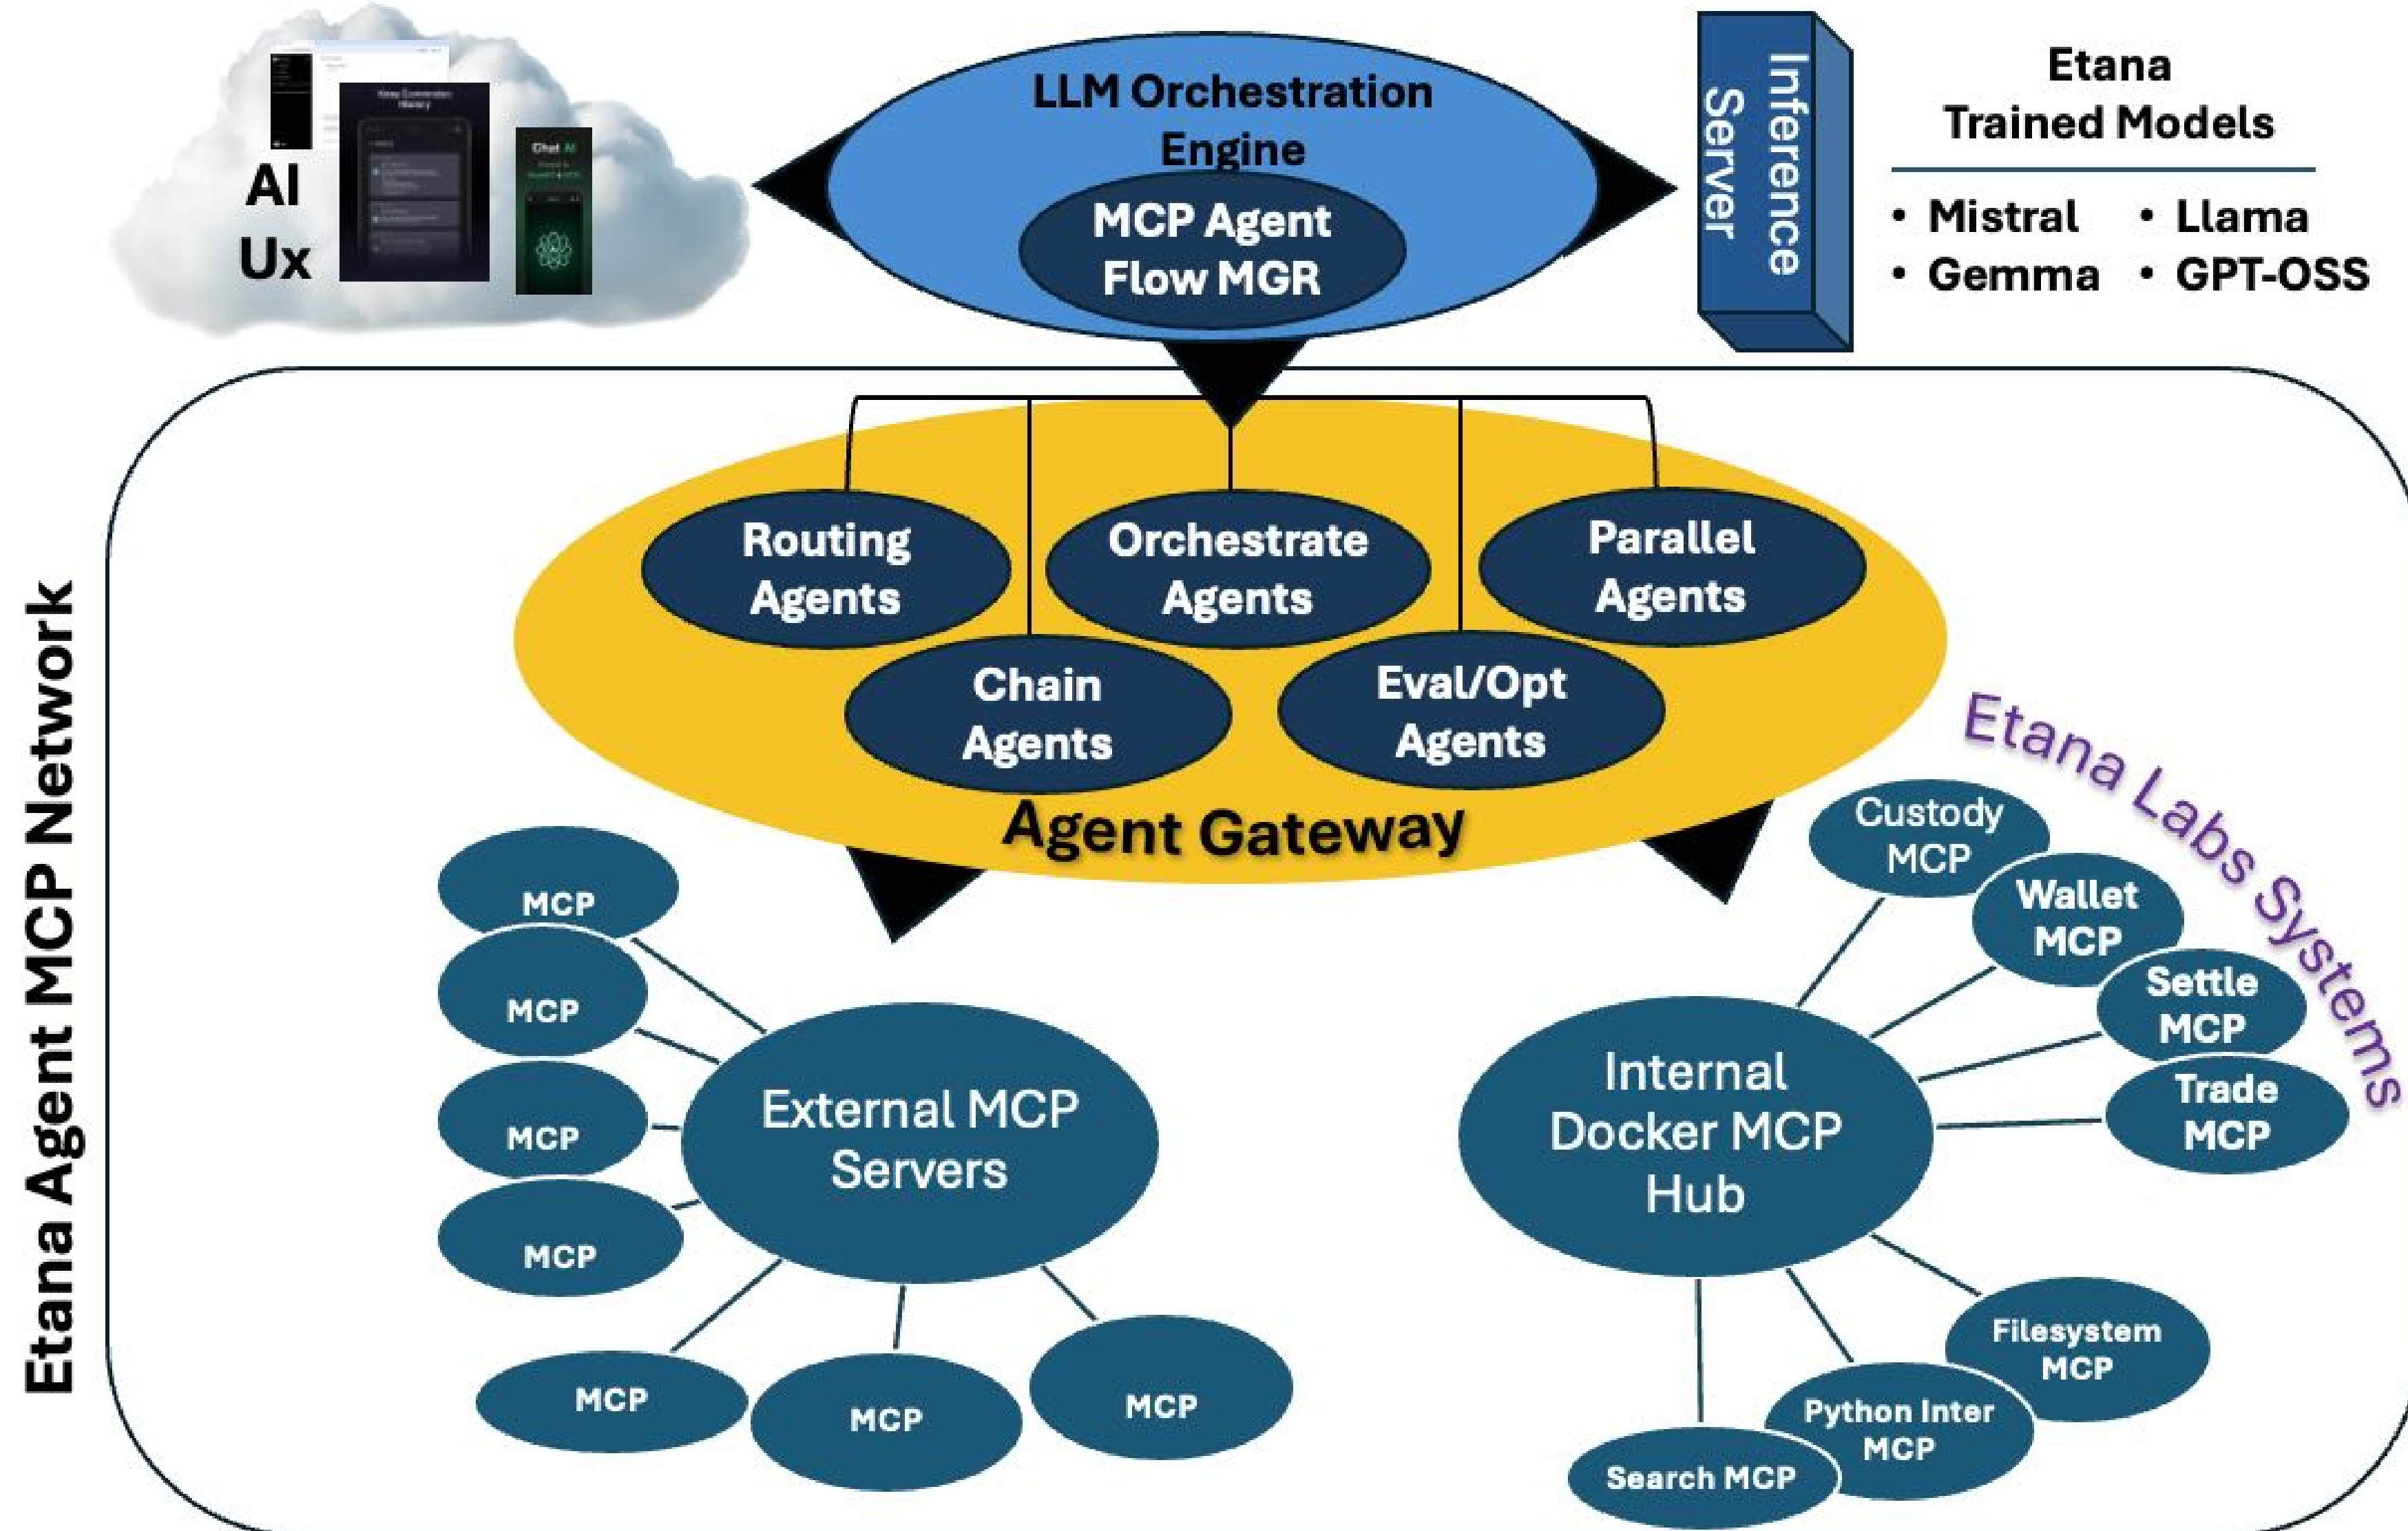 AI
Ux
Chat AI
LLM Orchestration
Engine
MCP Agent
Flow MGR
Inference
Server
Etana
Trained Models
• Mistral
• Llama
• Gemma
• GPT-OSS
Etana Agent MCP Network
Routing
Agents
Orchestrate
Agents
Parallel
Agents
Chain
Agents
Eval/Opt
Agents
Agent Gateway
Etana Labs Systems
MCP
MCP
MCP
MCP
MCP
MCP
MCP
External MCP
Servers
Internal
Docker MCP
Hub
Custody
MCP
Wallet
MCP
Settle
MCP
Trade
MCP
Filesystem
MCP
Python Inter
MCP
Search MCP